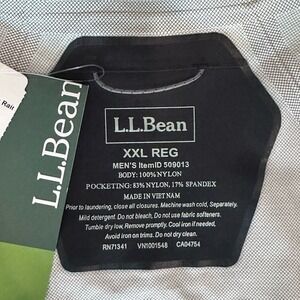 Rain
L.L.Bean
L.L.Bean
XXL REG
MEN'S ItemID 509013
BODY: 100% NYLON
POCKETING: 83% NYLON, 17% SPANDEX
MADE IN VIETNAM
Prior to laundering, close all closures. Machine wash cold, Separately.
Mild detergent. Do not bleach, Do not use fabric softeners.
Tumble dry low, Remove promptly. Cool iron if needed,
Avoid iron on trims. Do not dry clean.
RN71341 VN1001548 CA04754